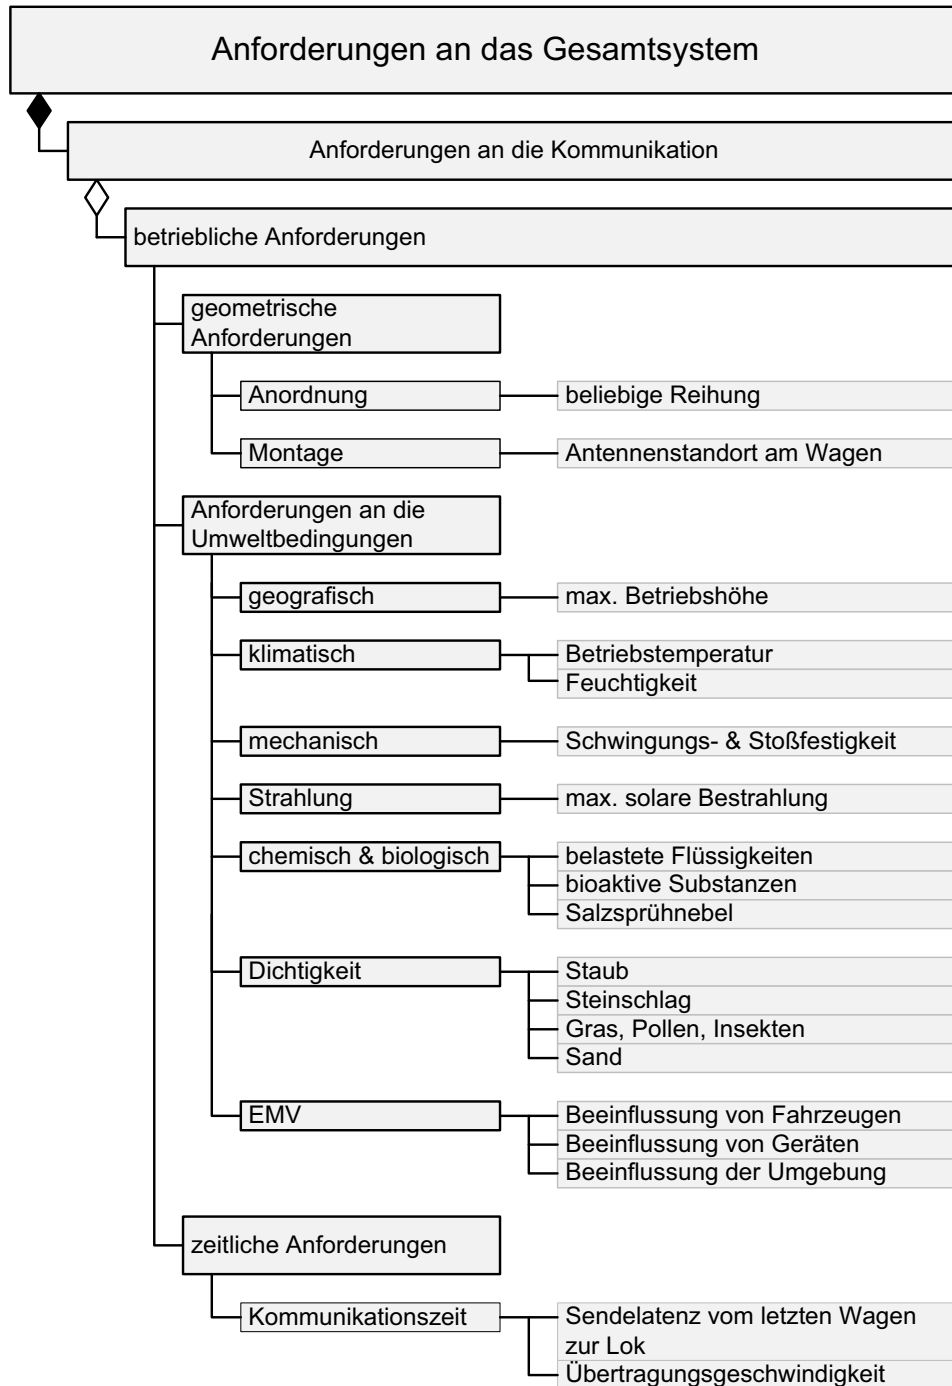 Anforderungen an das Gesamtsystem
Anforderungen an die Kommunikation
betriebliche Anforderungen
geometrische
Anforderungen
Anordnung
beliebige Reihung
Montage
Antennenstandort am Wagen
Anforderungen an die
Umweltbedingungen
geografisch
max. Betriebshöhe
klimatisch
Betriebstemperatur
Feuchtigkeit
mechanisch
Schwingungs- & Stoßfestigkeit
Strahlung
max. solare Bestrahlung
chemisch & biologisch
belastete Flüssigkeiten
bioaktive Substanzen
Salzsprühnebel
Dichtigkeit
Staub
Steinschlag
Gras, Pollen, Insekten
Sand
EMV
Beeinflussung von Fahrzeugen
Beeinflussung von Geräten
Beeinflussung der Umgebung
zeitliche Anforderungen
Kommunikationszeit
Sendelatenz vom letzten Wagen
zur Lok
Übertragungsgeschwindigkeit